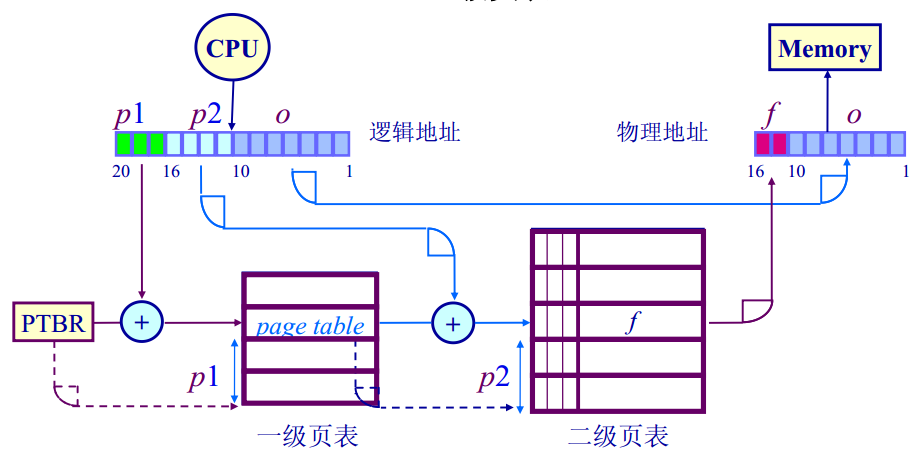 CPU
Memory
p1 p2 o
f o
逻辑地址
物理地址
20 16 10 1
16 10 1
PTBR
+
page table
+
f
p1
p2
一级页表
二级页表